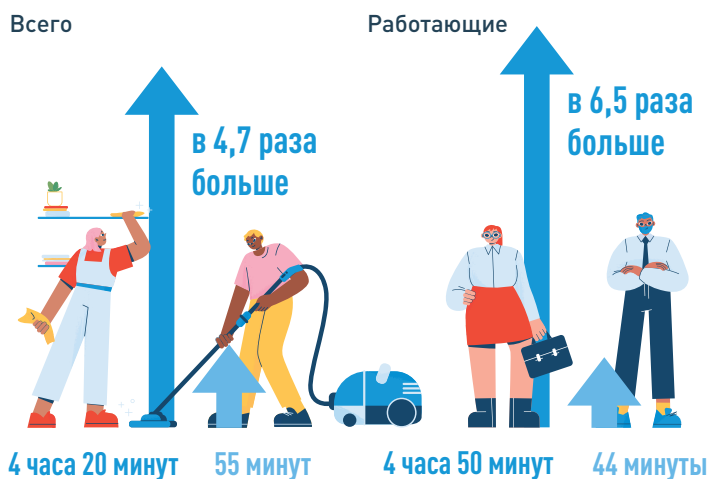 Всего
Работающие
в 4,7 раза
больше
в 6,5 раза
больше
4 часа 20 минут
55 минут
4 часа 50 минут
44 минуты